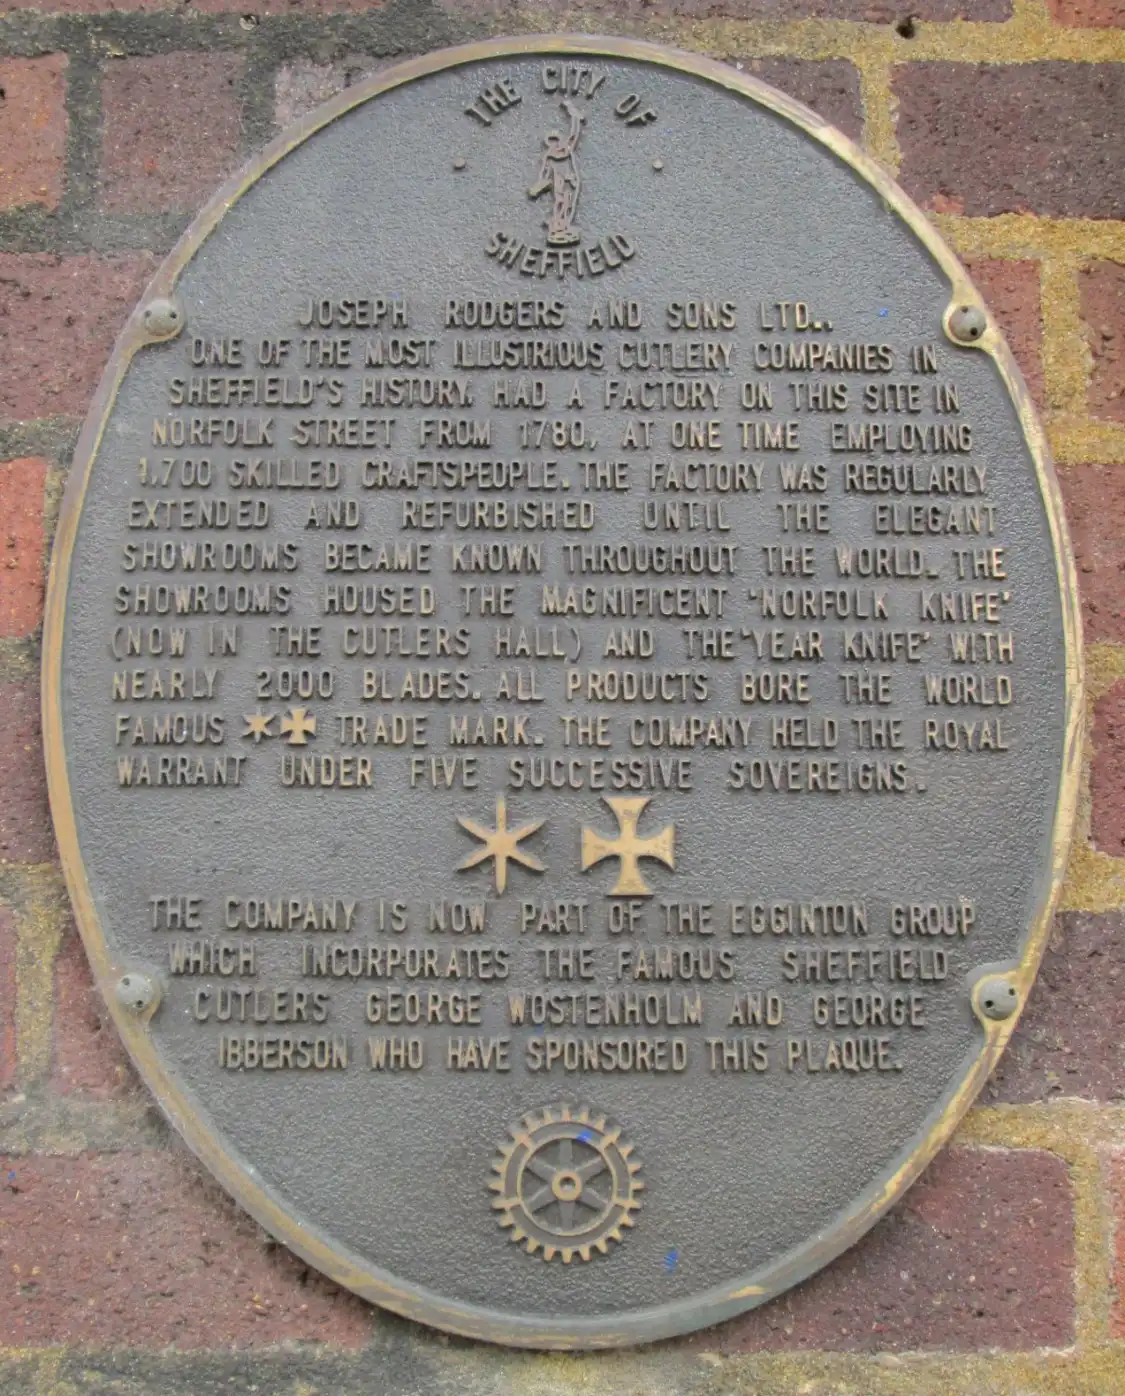 THE CITY OF
SHEFFIELD
JOSEPH RODGERS AND SONS LTD.,
ONE OF THE MOST ILLUSTRIOUS CUTLERY COMPANIES IN
SHEFFIELD'S HISTORY, HAD A FACTORY ON THIS SITE IN
NORFOLK STREET FROM 1780, AT ONE TIME EMPLOYING
1,700 SKILLED CRAFTSPEOPLE. THE FACTORY WAS REGULARLY
EXTENDED AND REFURBISHED UNTIL THE ELEGANT
SHOWROOMS BECAME KNOWN THROUGHOUT THE WORLD. THE
SHOWROOMS HOUSED THE MAGNIFICENT 'NORFOLK KNIFE'
(NOW IN THE CUTLERS HALL) AND THE 'YEAR KNIFE' WITH
NEARLY 2000 BLADES. ALL PRODUCTS BORE THE WORLD
FAMOUS ✶✠ TRADE MARK. THE COMPANY HELD THE ROYAL
WARRANT UNDER FIVE SUCCESSIVE SOVEREIGNS.
THE COMPANY IS NOW PART OF THE EGGINTON GROUP
WHICH INCORPORATES THE FAMOUS SHEFFIELD
CUTLERS GEORGE WOSTENHOLM AND GEORGE
IBBERSON WHO HAVE SPONSORED THIS PLAQUE.